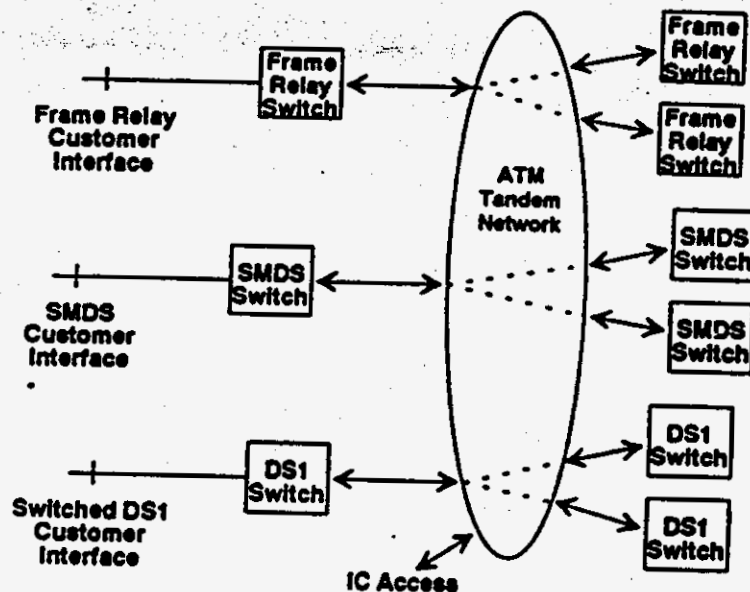 Frame
Relay
Switch
Frame Relay
Customer
Interface
Frame
Relay
Switch
Frame
Relay
Switch
ATM
Tandem
Network
SMDS
Switch
SMDS
Customer
Interface
SMDS
Switch
SMDS
Switch
DS1
Switch
Switched DS1
Customer
Interface
DS1
Switch
DS1
Switch
IC Access